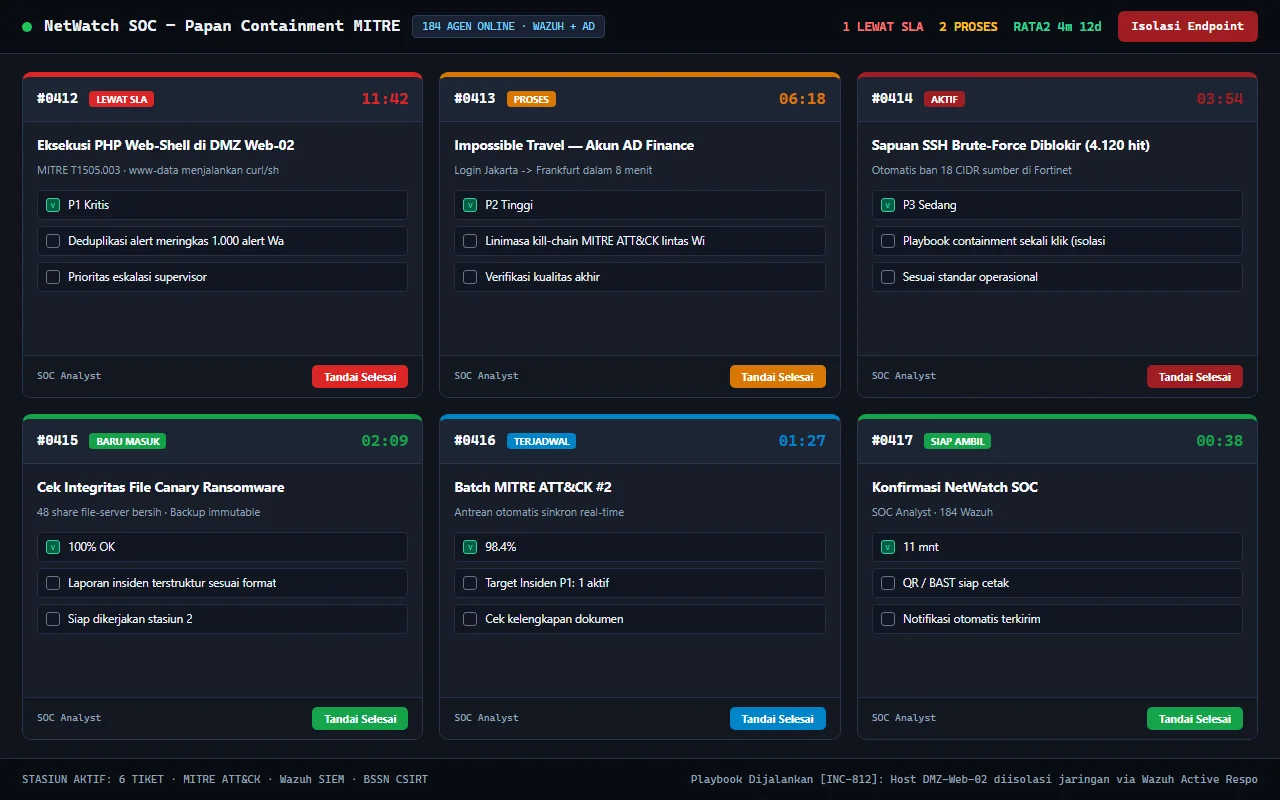 NetWatch SOC — Papan Containment MITRE
184 AGEN ONLINE · WAZUH + AD
1 LEWAT SLA
2 PROSES
RATA2 4m 12d
Isolasi Endpoint
#0412
LEWAT SLA
11:42
Eksekusi PHP Web-Shell di DMZ Web-02
MITRE T1505.003 · www-data menjalankan curl/sh
v P1 Kritis
Deduplikasi alert meringkas 1.000 alert Wa
Prioritas eskalasi supervisor
SOC Analyst
Tandai Selesai
#0413
PROSES
06:18
Impossible Travel — Akun AD Finance
Login Jakarta -> Frankfurt dalam 8 menit
v P2 Tinggi
Linimasa kill-chain MITRE ATT&CK lintas Wi
Verifikasi kualitas akhir
SOC Analyst
Tandai Selesai
#0414
AKTIF
03:54
Sapuan SSH Brute-Force Diblokir (4.120 hit)
Otomatis ban 18 CIDR sumber di Fortinet
v P3 Sedang
Playbook containment sekali klik (isolasi
Sesuai standar operasional
SOC Analyst
Tandai Selesai
#0415
BARU MASUK
02:09
Cek Integritas File Canary Ransomware
48 share file-server bersih · Backup immutable
v 100% OK
Laporan insiden terstruktur sesuai format
Siap dikerjakan stasiun 2
SOC Analyst
Tandai Selesai
#0416
TERJADWAL
01:27
Batch MITRE ATT&CK #2
Antrean otomatis sinkron real-time
v 98.4%
Target Insiden P1: 1 aktif
Cek kelengkapan dokumen
SOC Analyst
Tandai Selesai
#0417
SIAP AMBIL
00:38
Konfirmasi NetWatch SOC
SOC Analyst · 184 Wazuh
v 11 mnt
QR / BAST siap cetak
Notifikasi otomatis terkirim
SOC Analyst
Tandai Selesai
STASIUN AKTIF: 6 TIKET · MITRE ATT&CK · Wazuh SIEM · BSSN CSIRT
Playbook Dijalankan [INC-812]: Host DMZ-Web-02 diisolasi jaringan via Wazuh Active Respo